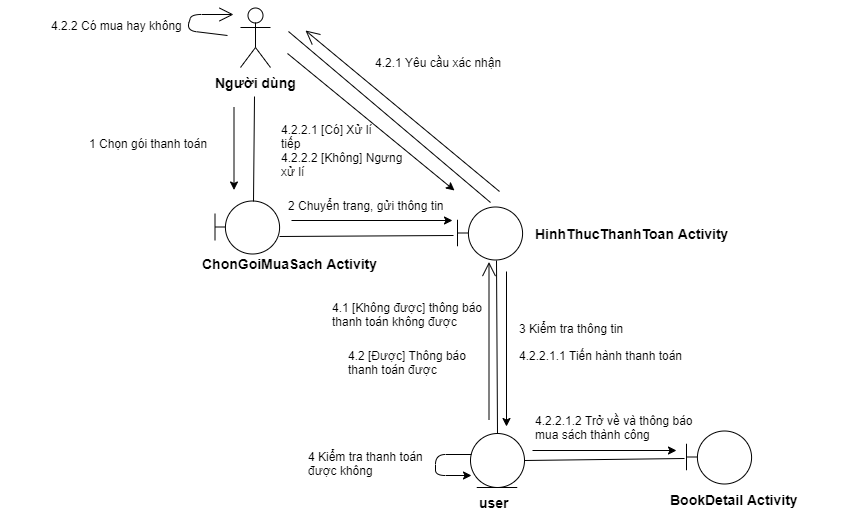 4.2.2 Có mua hay không
Người dùng
4.2.1 Yêu cầu xác nhận
1 Chọn gói thanh toán
4.2.2.1 [Có] Xử lí
tiếp
4.2.2.2 [Không] Ngưng
xử lí
2 Chuyển trang, gửi thông tin
HinhThucThanhToan Activity
ChonGoiMuaSach Activity
4.1 [Không được] thông báo
thanh toán không được
3 Kiểm tra thông tin
4.2 [Được] Thông báo
thanh toán được
4.2.2.1.1 Tiến hành thanh toán
4.2.2.1.2 Trở về và thông báo
mua sách thành công
4 Kiểm tra thanh toán
được không
user
BookDetail Activity